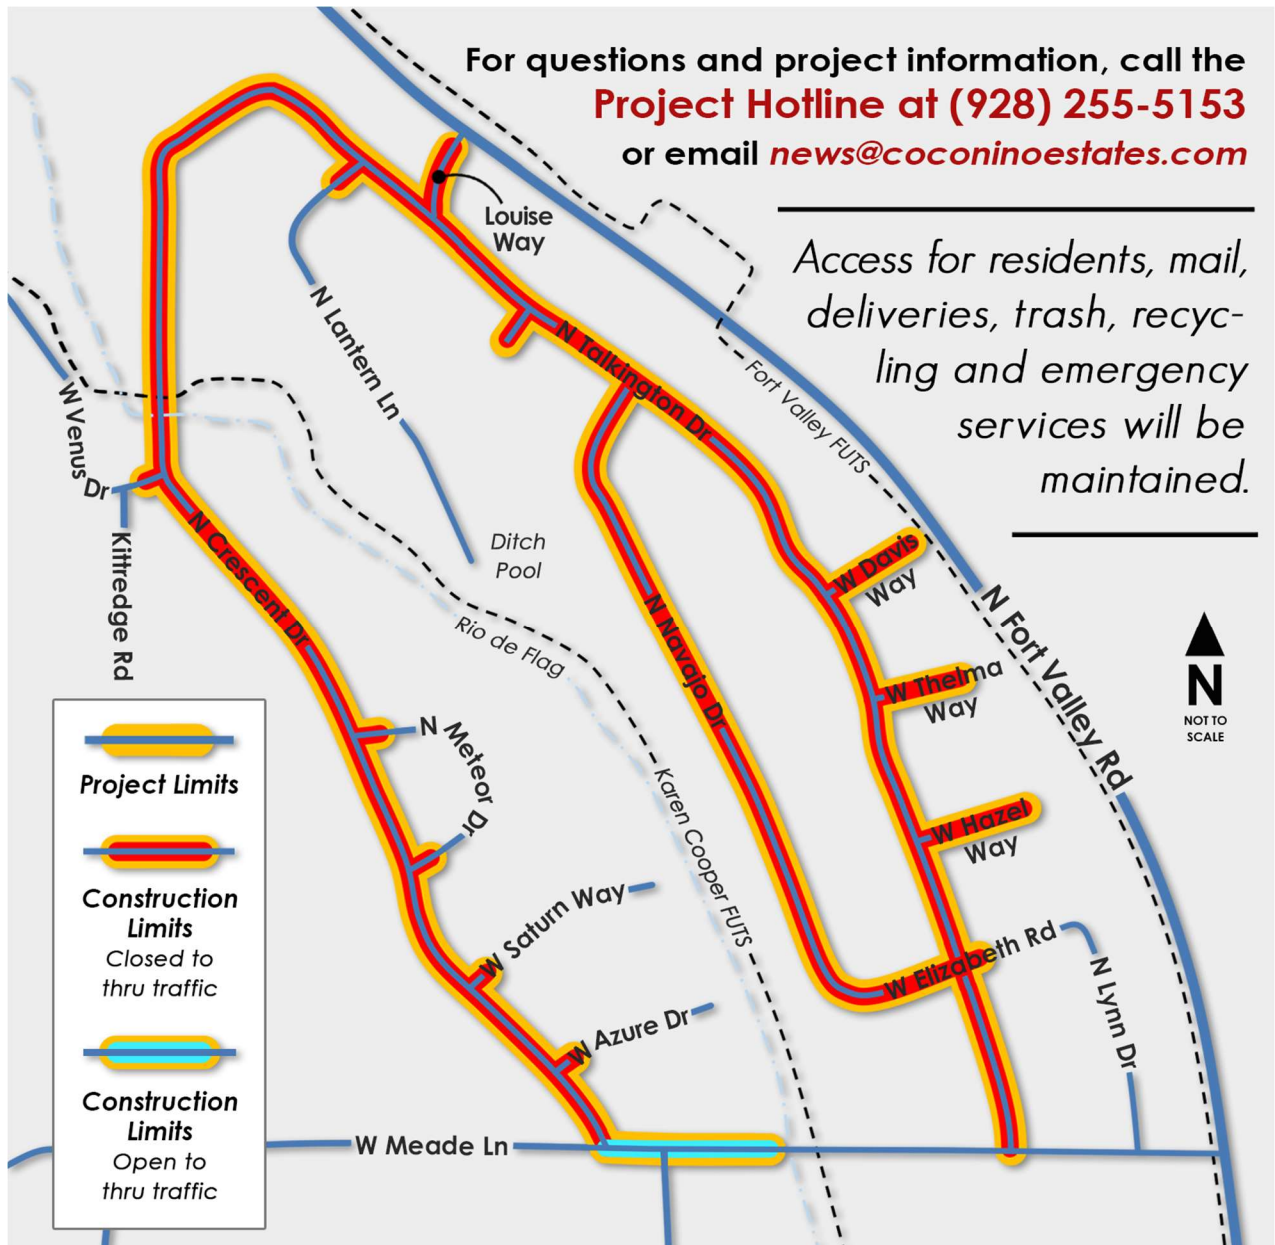 For questions and project information, call the
Project Hotline at (928) 255-5153
or email news@coconinoestates.com
Access for residents, mail,
deliveries, trash, recyc-
ling and emergency
services will be
maintained.
Louise
Way
N Lantern Ln
N Talkington Dr
Fort Valley FUTS
W Venus
Dr
Kittredge Rd
N Crescent Dr
Ditch
Pool
Rio de Flag
N Navajo Dr
W Davis
Way
N Fort Valley Rd
W Thelma
Way
N
NOT TO
SCALE
N Meteor Dr
Karen Cooper FUTS
W Hazel
Way
W Saturn Way
W Elizabeth Rd
N Lynn Dr
W Azure Dr
W Meade Ln
Project Limits
Construction
Limits
Closed to
thru traffic
Construction
Limits
Open to
thru traffic